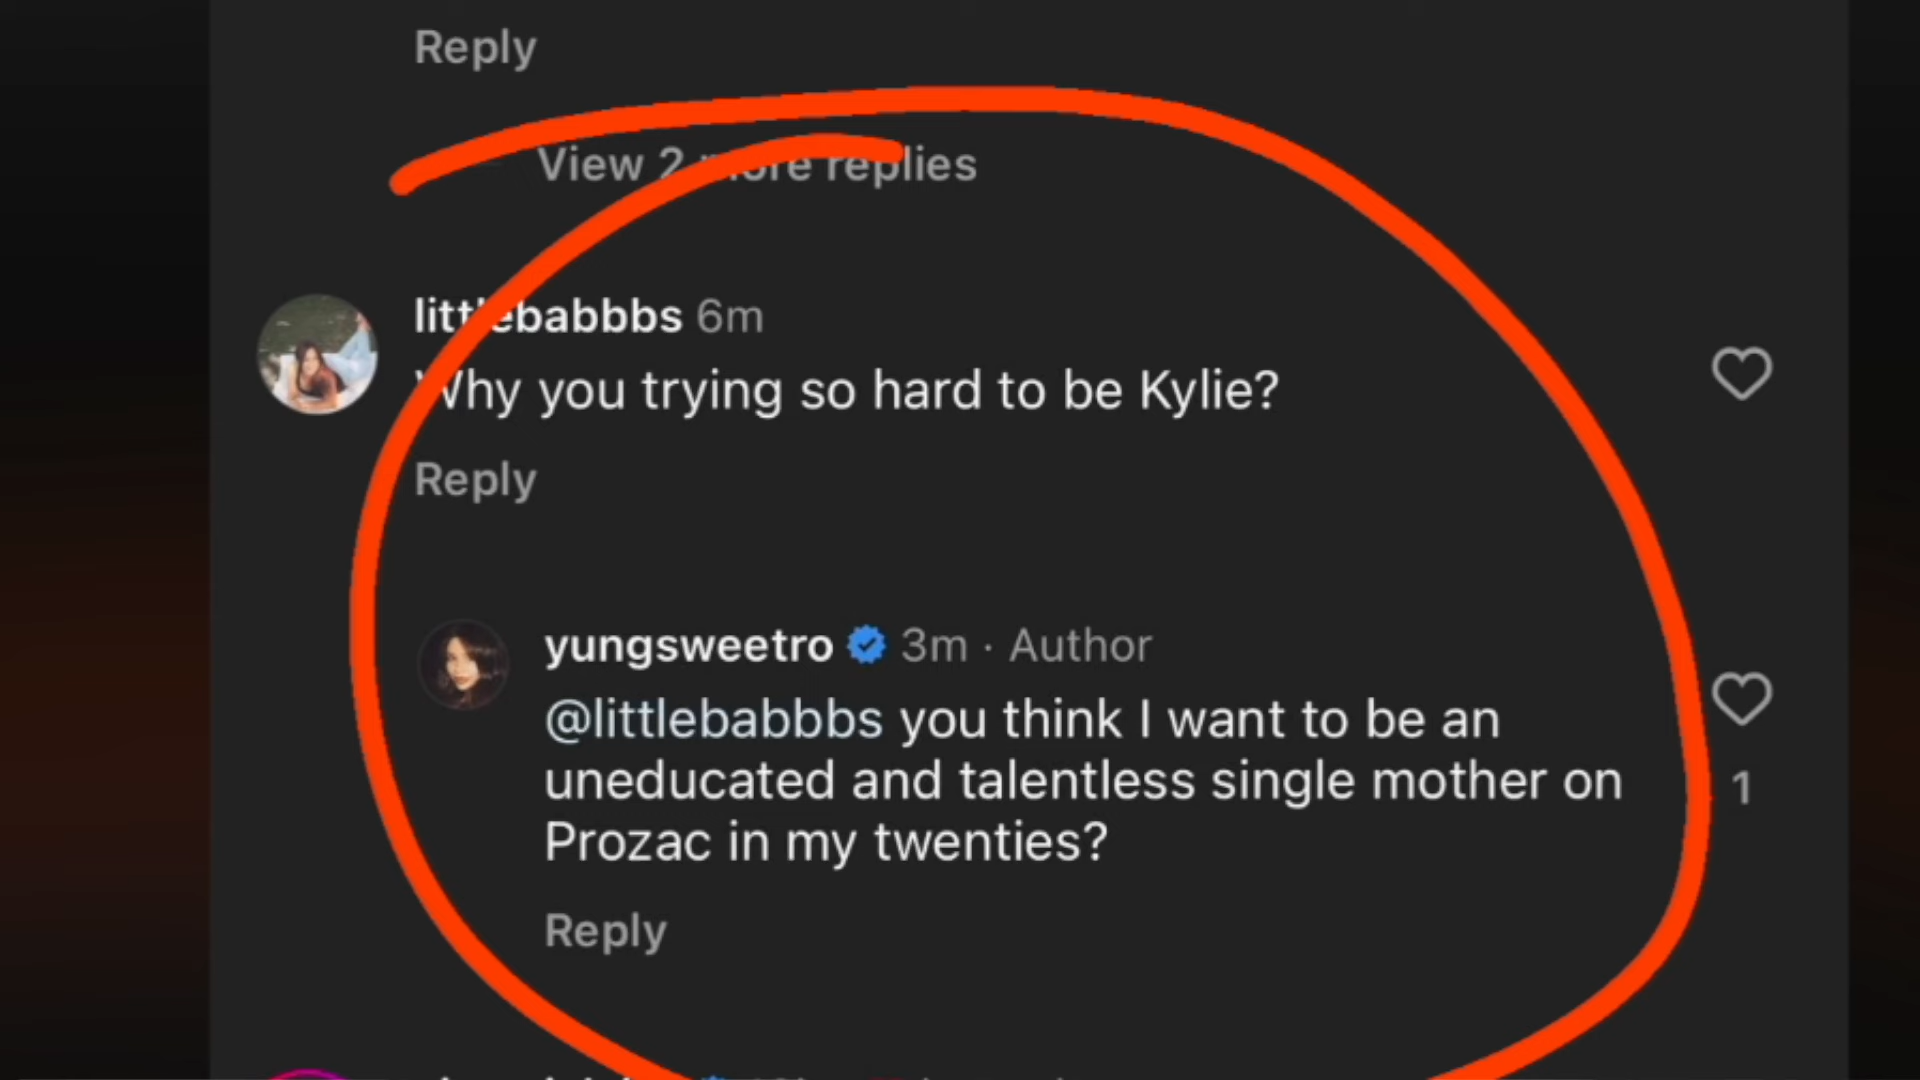 Reply
View 2 more replies
littlebabbbs 6m
Why you trying so hard to be Kylie?
Reply
yungsweetro 3m · Author
@littlebabbbs you think I want to be an
uneducated and talentless single mother on
1
Prozac in my twenties?
Reply